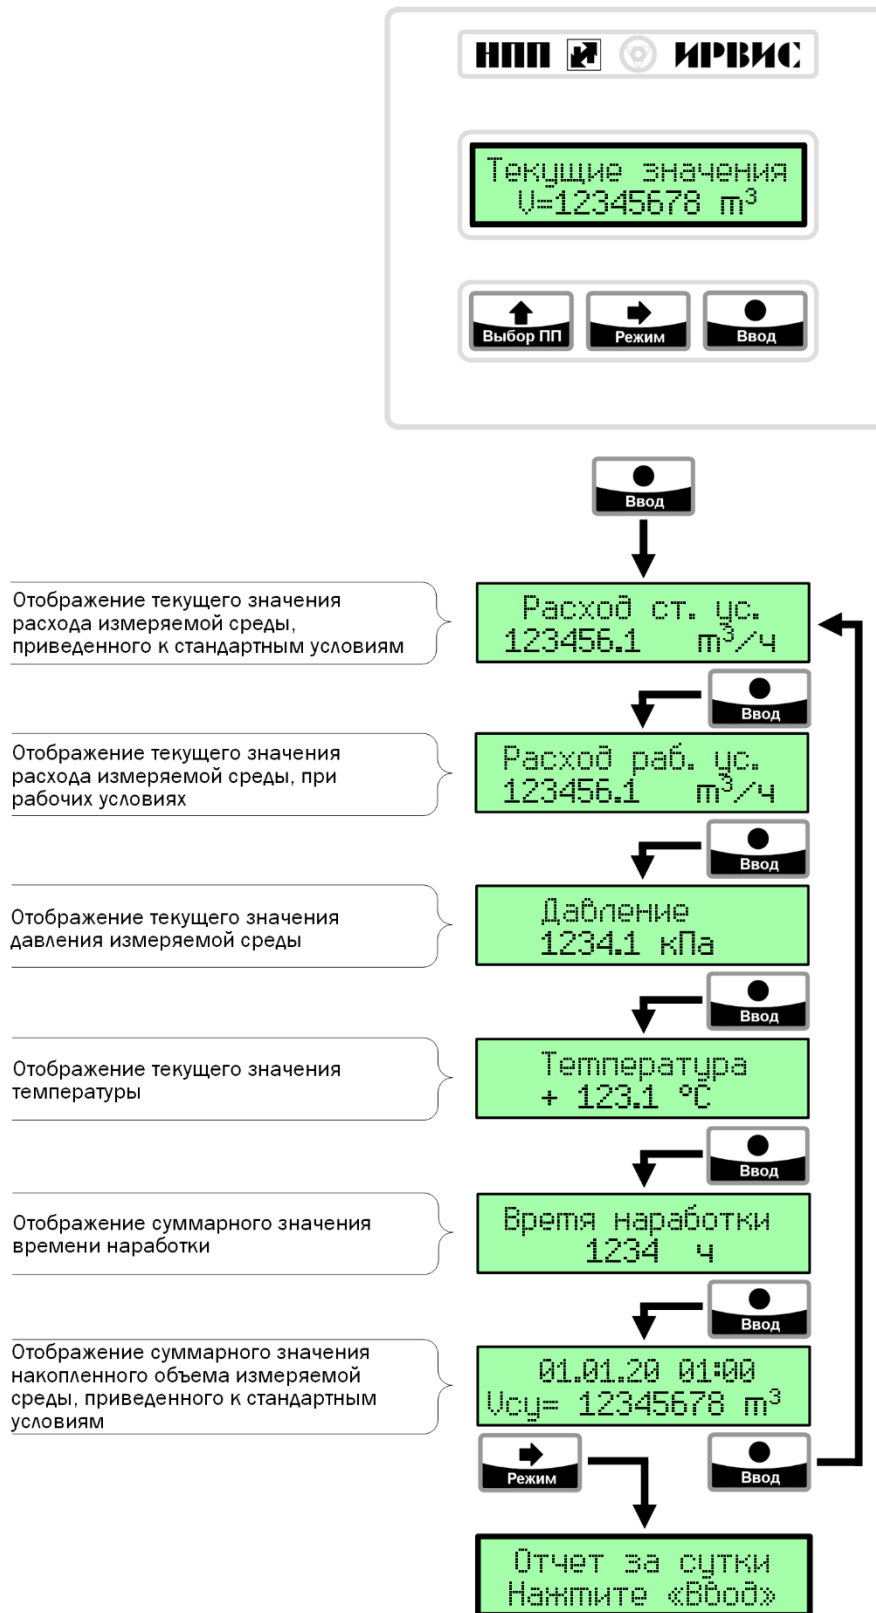 НПП ИРВИС
Текущие значения
V=12345678 m³
Выбор ПП
Режим
Ввод
Ввод
Отображение текущего значения
расхода измеряемой среды,
приведенного к стандартным условиям
Расход ст. ус.
123456.1 m³/ч
Ввод
Отображение текущего значения
расхода измеряемой среды, при
рабочих условиях
Расход раб. ус.
123456.1 m³/ч
Ввод
Отображение текущего значения
давления измеряемой среды
Давление
1234.1 кПа
Ввод
Отображение текущего значения
температуры
Температура
+ 123.1 °C
Ввод
Отображение суммарного значения
времени наработки
Время наработки
1234 ч
Ввод
Отображение суммарного значения
накопленного объема измеряемой
среды, приведенного к стандартным
условиям
01.01.20 01:00
Vсу= 12345678 m³
Режим
Ввод
Отчет за сутки
Нажмите «Ввод»